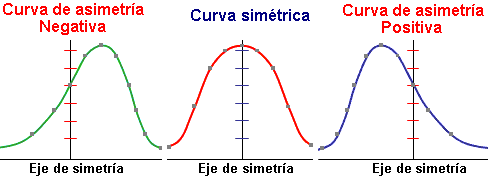 Curva de asimetría
Negativa
Curva simétrica
Curva de asimetría
Positiva
Eje de simetría
Eje de simetría
Eje de simetría